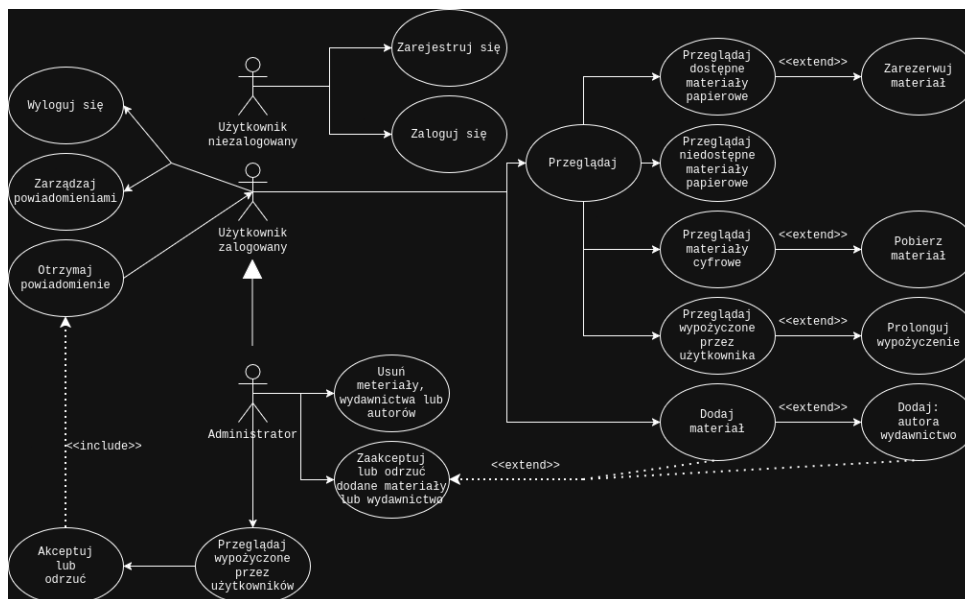 Zarejestruj się
Zaloguj się
Użytkownik
niezalogowany
Wyloguj się
Zarządzaj
powiadomieniami
Otrzymaj
powiadomienie
Użytkownik
zalogowany
Przeglądaj
Przeglądaj
dostępne
materiały
papierowe
<<extend>>
Zarezerwuj
materiał
Przeglądaj
niedostępne
materiały
papierowe
Przeglądaj
materiały
cyfrowe
<<extend>>
Pobierz
materiał
Przeglądaj
wypożyczone
przez
użytkownika
<<extend>>
Prolonguj
wypożyczenie
Dodaj
materiał
<<extend>>
Dodaj:
autora
wydawnictwo
Administrator
Usuń
meteriały,
wydawnictwa lub
autorów
Zaakceptuj
lub odrzuć
dodane materiały
lub wydawnictwo
<<extend>>
<<include>>
Akceptuj
lub
odrzuć
Przeglądaj
wypożyczone
przez
użytkowników